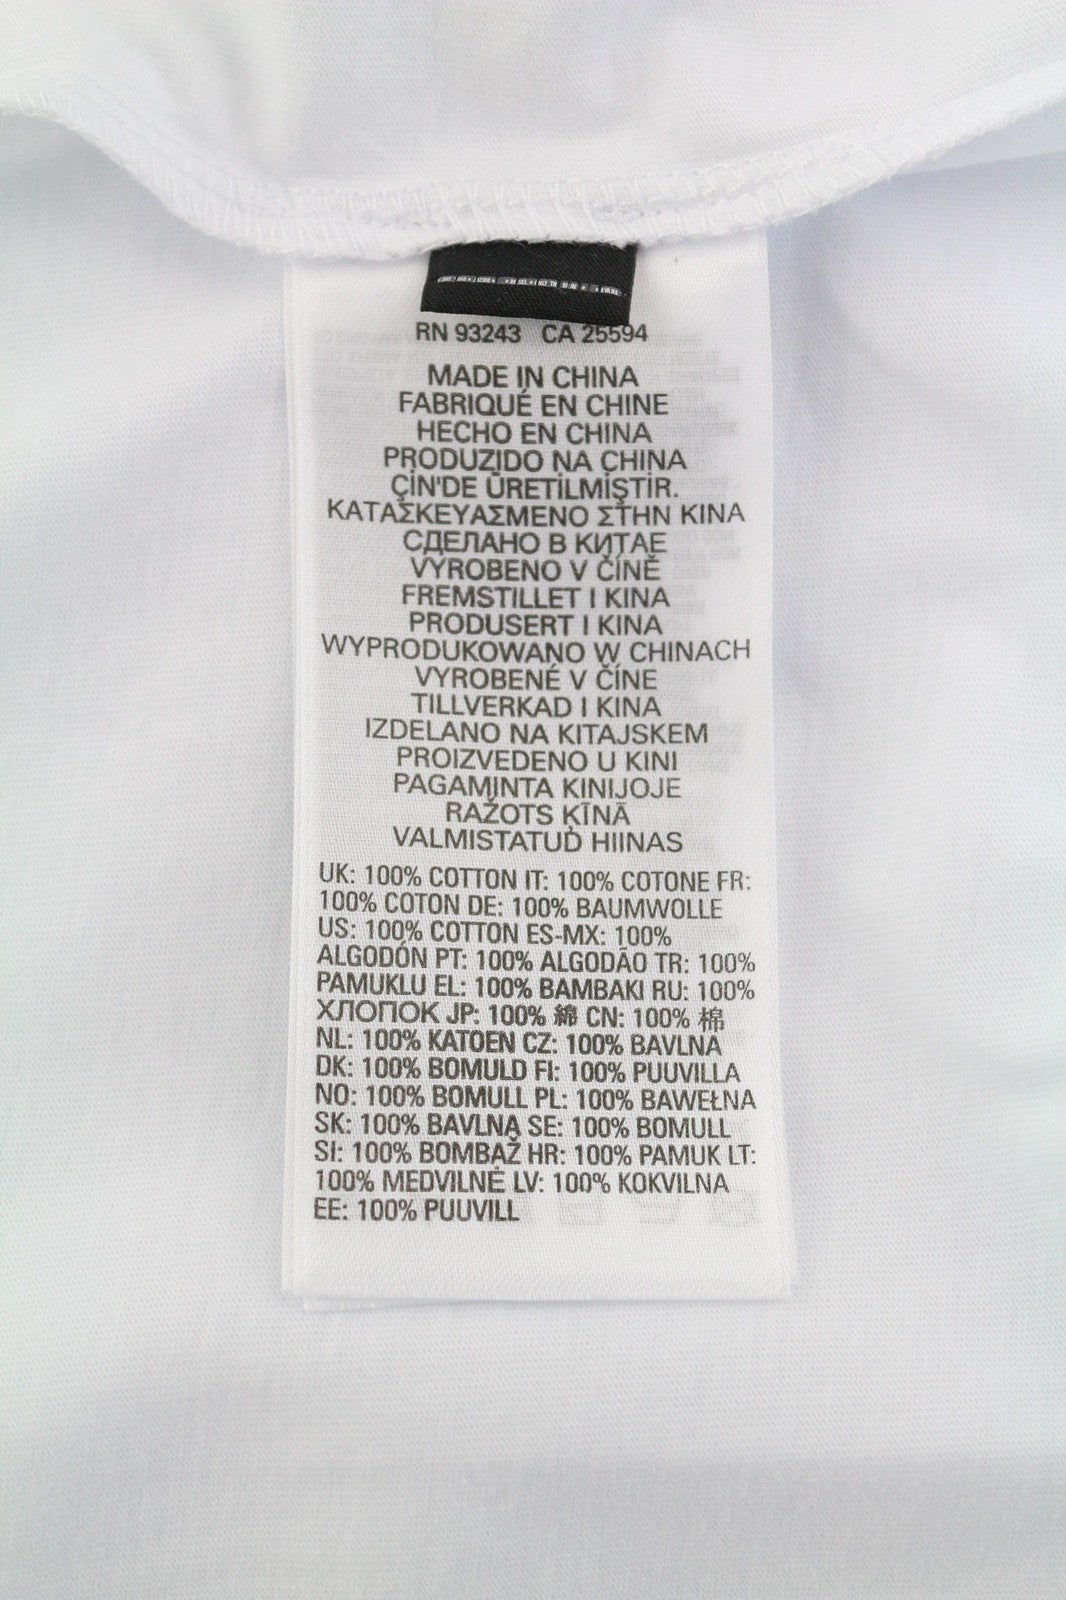 RN 93243 CA 25594
MADE IN CHINA
FABRIQUÉ EN CHINE
HECHO EN CHINA
PRODUZIDO NA CHINA
ÇİN'DE ÜRETİLMİŞTİR.
ΚΑΤΑΣΚΕΥΑΣΜΕΝΟ ΣΤΗΝ ΚΙΝΑ
СДЕЛАНО В КИТАЕ
VYROBENO V ČÍNĚ
FREMSTILLET I KINA
PRODUSERT I KINA
WYPRODUKOWANO W CHINACH
VYROBENÉ V ČÍNE
TILLVERKAD I KINA
IZDELANO NA KITAJSKEM
PROIZVEDENO U KINI
PAGAMINTA KINIJOJE
RAŽOTS ĶĪNĀ
VALMISTATUD HIINAS
UK: 100% COTTON IT: 100% COTONE FR:
100% COTON DE: 100% BAUMWOLLE
US: 100% COTTON ES-MX: 100%
ALGODÓN PT: 100% ALGODÃO TR: 100%
PAMUKLU EL: 100% ΒΑΜΒΑΚΙ RU: 100%
ХЛОПОК JP: 100% 綿 CN: 100% 棉
NL: 100% KATOEN CZ: 100% BAVLNA
DK: 100% BOMULD FI: 100% PUUVILLA
NO: 100% BOMULL PL: 100% BAWEŁNA
SK: 100% BAVLNA SE: 100% BOMULL
SI: 100% BOMBAŽ HR: 100% PAMUK LT:
100% MEDVILNĖ LV: 100% KOKVILNA
EE: 100% PUUVILL